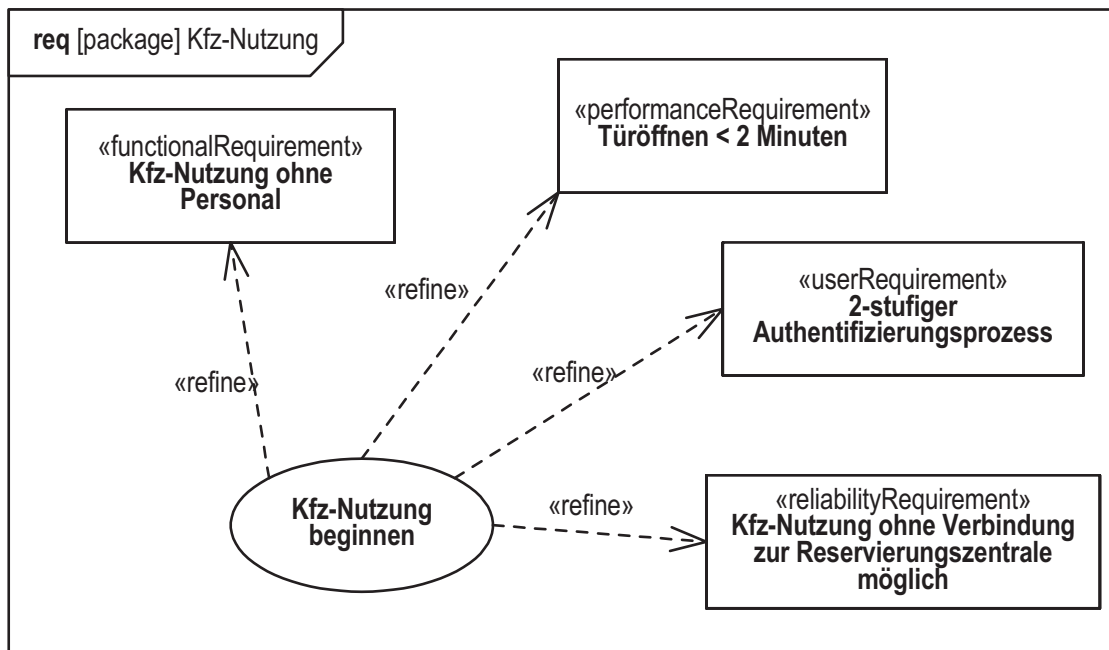 req [package] Kfz-Nutzung
«functionalRequirement»
Kfz-Nutzung ohne
Personal
«performanceRequirement»
Türöffnen < 2 Minuten
«userRequirement»
2-stufiger
Authentifizierungsprozess
«refine»
«refine»
«refine»
«refine»
Kfz-Nutzung
beginnen
«reliabilityRequirement»
Kfz-Nutzung ohne Verbindung
zur Reservierungszentrale
möglich